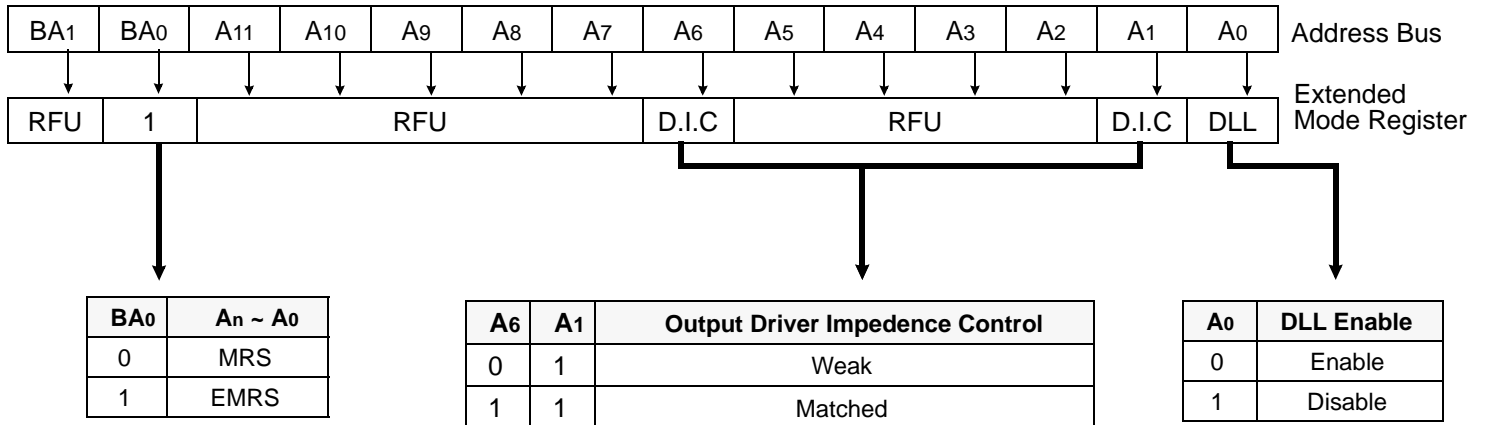 BA1 BA0 A11 A10 A9 A8 A7 A6 A5 A4 A3 A2 A1 A0 Address Bus
RFU 1 RFU D.I.C RFU D.I.C DLL Extended Mode Register
BA0 An ~ A0
0 MRS
1 EMRS
A6 A1 Output Driver Impedence Control
0 1 Weak
1 1 Matched
A0 DLL Enable
0 Enable
1 Disable